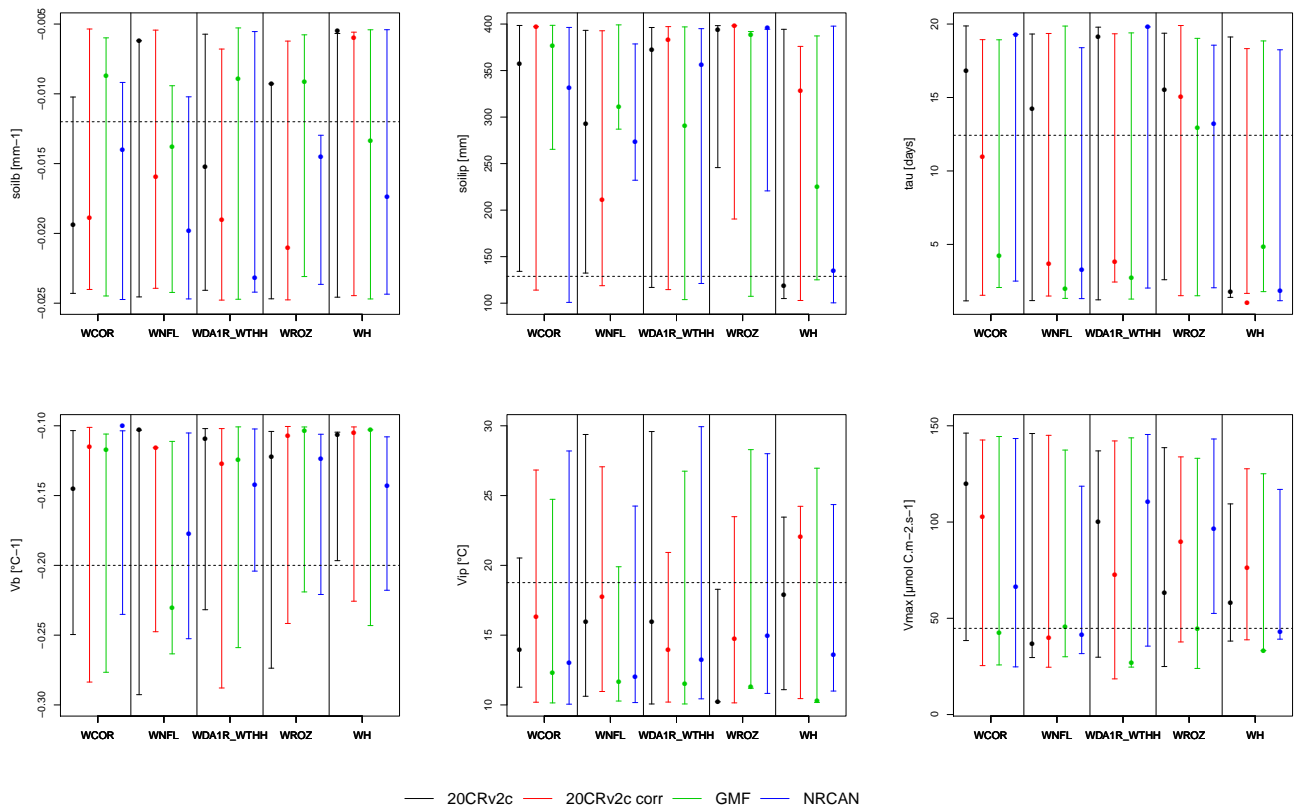 soilb [mm−1]
−0.005
−0.010
−0.015
−0.020
−0.025
WCOR WNFL WDA1R_WTHH WROZ WH
soilip [mm]
400
350
300
250
200
150
100
WCOR WNFL WDA1R_WTHH WROZ WH
tau [days]
20
15
10
5
WCOR WNFL WDA1R_WTHH WROZ WH
Vb [°C−1]
−0.10
−0.15
−0.20
−0.25
−0.30
WCOR WNFL WDA1R_WTHH WROZ WH
Vip [°C]
30
25
20
15
10
WCOR WNFL WDA1R_WTHH WROZ WH
Vmax [µmol C.m−2.s−1]
150
100
50
0
WCOR WNFL WDA1R_WTHH WROZ WH
20CRv2c 20CRv2c corr GMF NRCAN